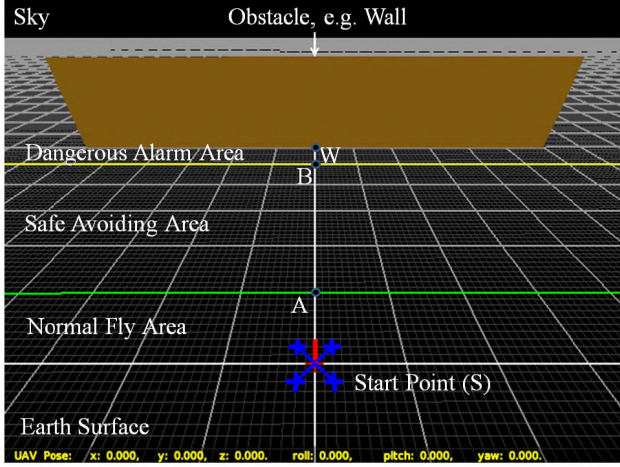 Sky
Obstacle, e.g. Wall
Dangerous Alarm Area
W
B
Safe Avoiding Area
A
Normal Fly Area
Start Point (S)
Earth Surface
UAV Pose: x: 0.000, y: 0.000, z: 0.000. roll: 0.000, pitch: 0.000, yaw: 0.000.